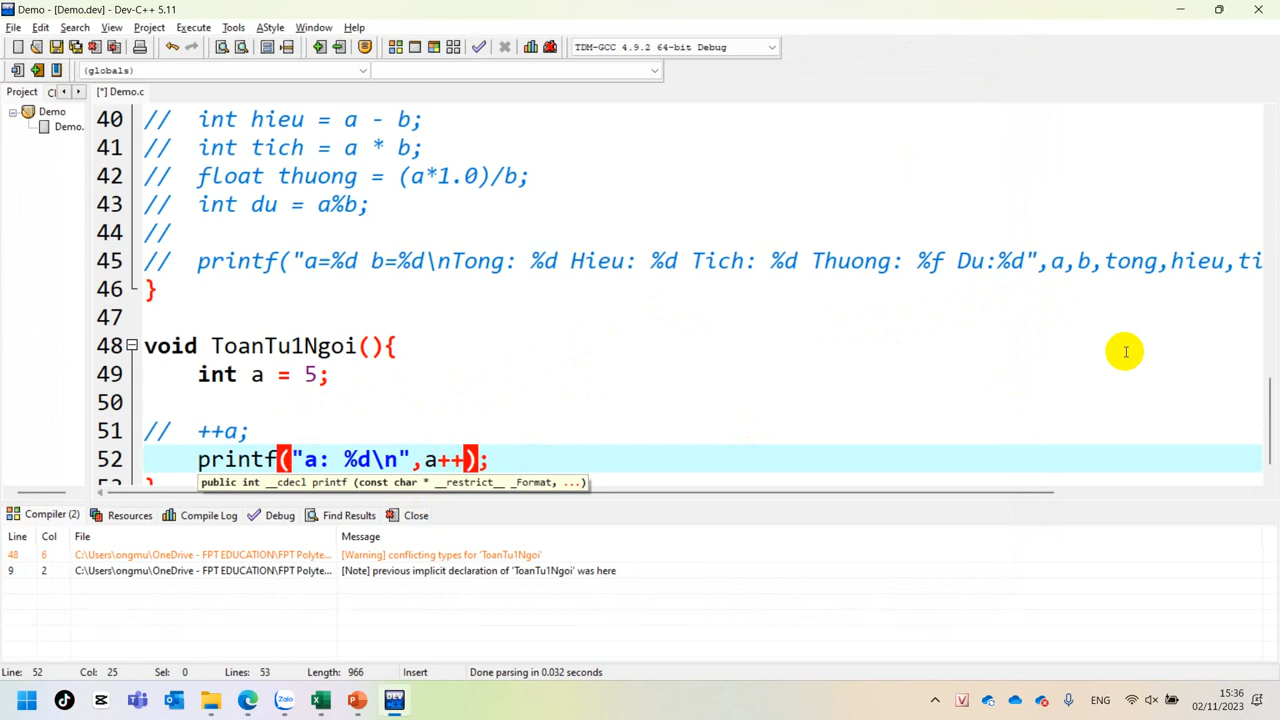 Demo - [Demo.dev] - Dev-C++ 5.11
File Edit Search View Project Execute Tools AStyle Window Help
TDM-GCC 4.9.2 64-bit Debug
(globals)
Project Cl [*] Demo.c
Demo
Demo.
40 // int hieu = a - b;
41 // int tich = a * b;
42 // float thuong = (a*1.0)/b;
43 // int du = a%b;
44 //
45 // printf("a=%d b=%d\nTong: %d Hieu: %d Tich: %d Thuong: %f Du:%d",a,b,tong,hieu,ti
46 }
47
48 void ToanTu1Ngoi(){
49 int a = 5;
50
51 // ++a;
52 printf("a: %d\n",a++);
public int __cdecl printf (const char * __restrict__ _Format, ...)
Compiler (2) Resources Compile Log Debug Find Results Close
Line Col File Message
48 6 C:\Users\ongmu\OneDrive - FPT EDUCATION\FPT Polyte... [Warning] conflicting types for 'ToanTu1Ngoi'
9 2 C:\Users\ongmu\OneDrive - FPT EDUCATION\FPT Polyte... [Note] previous implicit declaration of 'ToanTu1Ngoi' was here
Line: 52 Col: 25 Sel: 0 Lines: 53 Length: 966 Insert Done parsing in 0.032 seconds
DEV
V ENG 15:36
02/11/2023